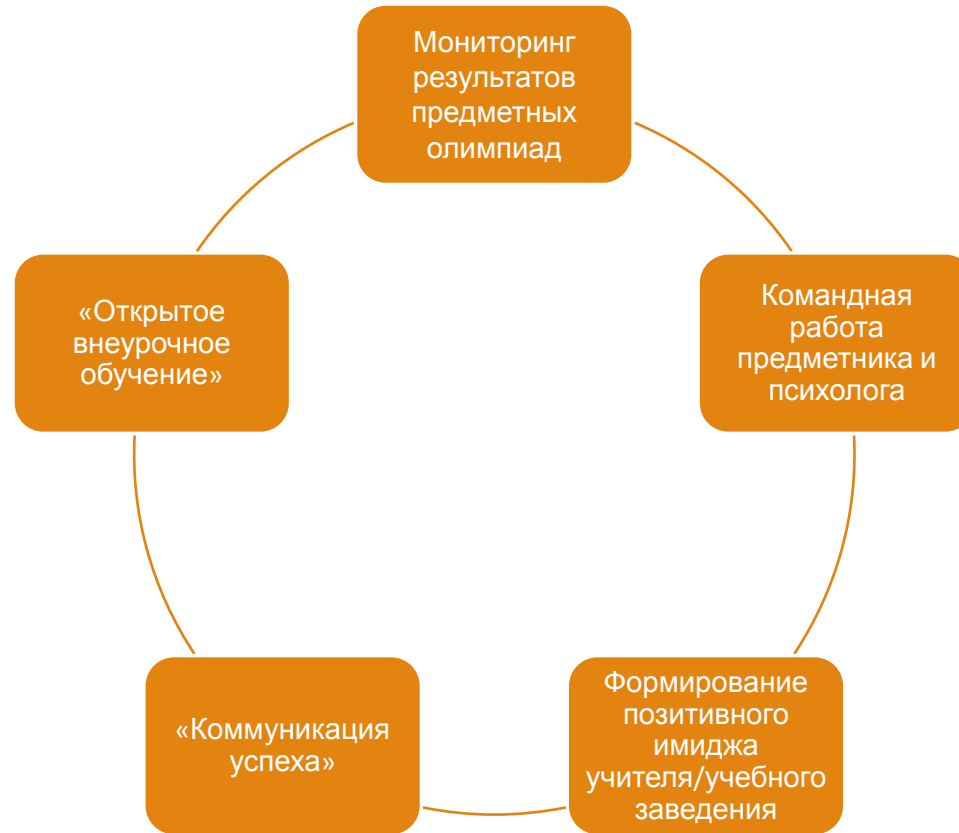 Мониторинг
результатов
предметных
олимпиад
«Открытое
внеурочное
обучение»
Командная
работа
предметника и
психолога
«Коммуникация
успеха»
Формирование
позитивного
имиджа
учителя/учебного
заведения